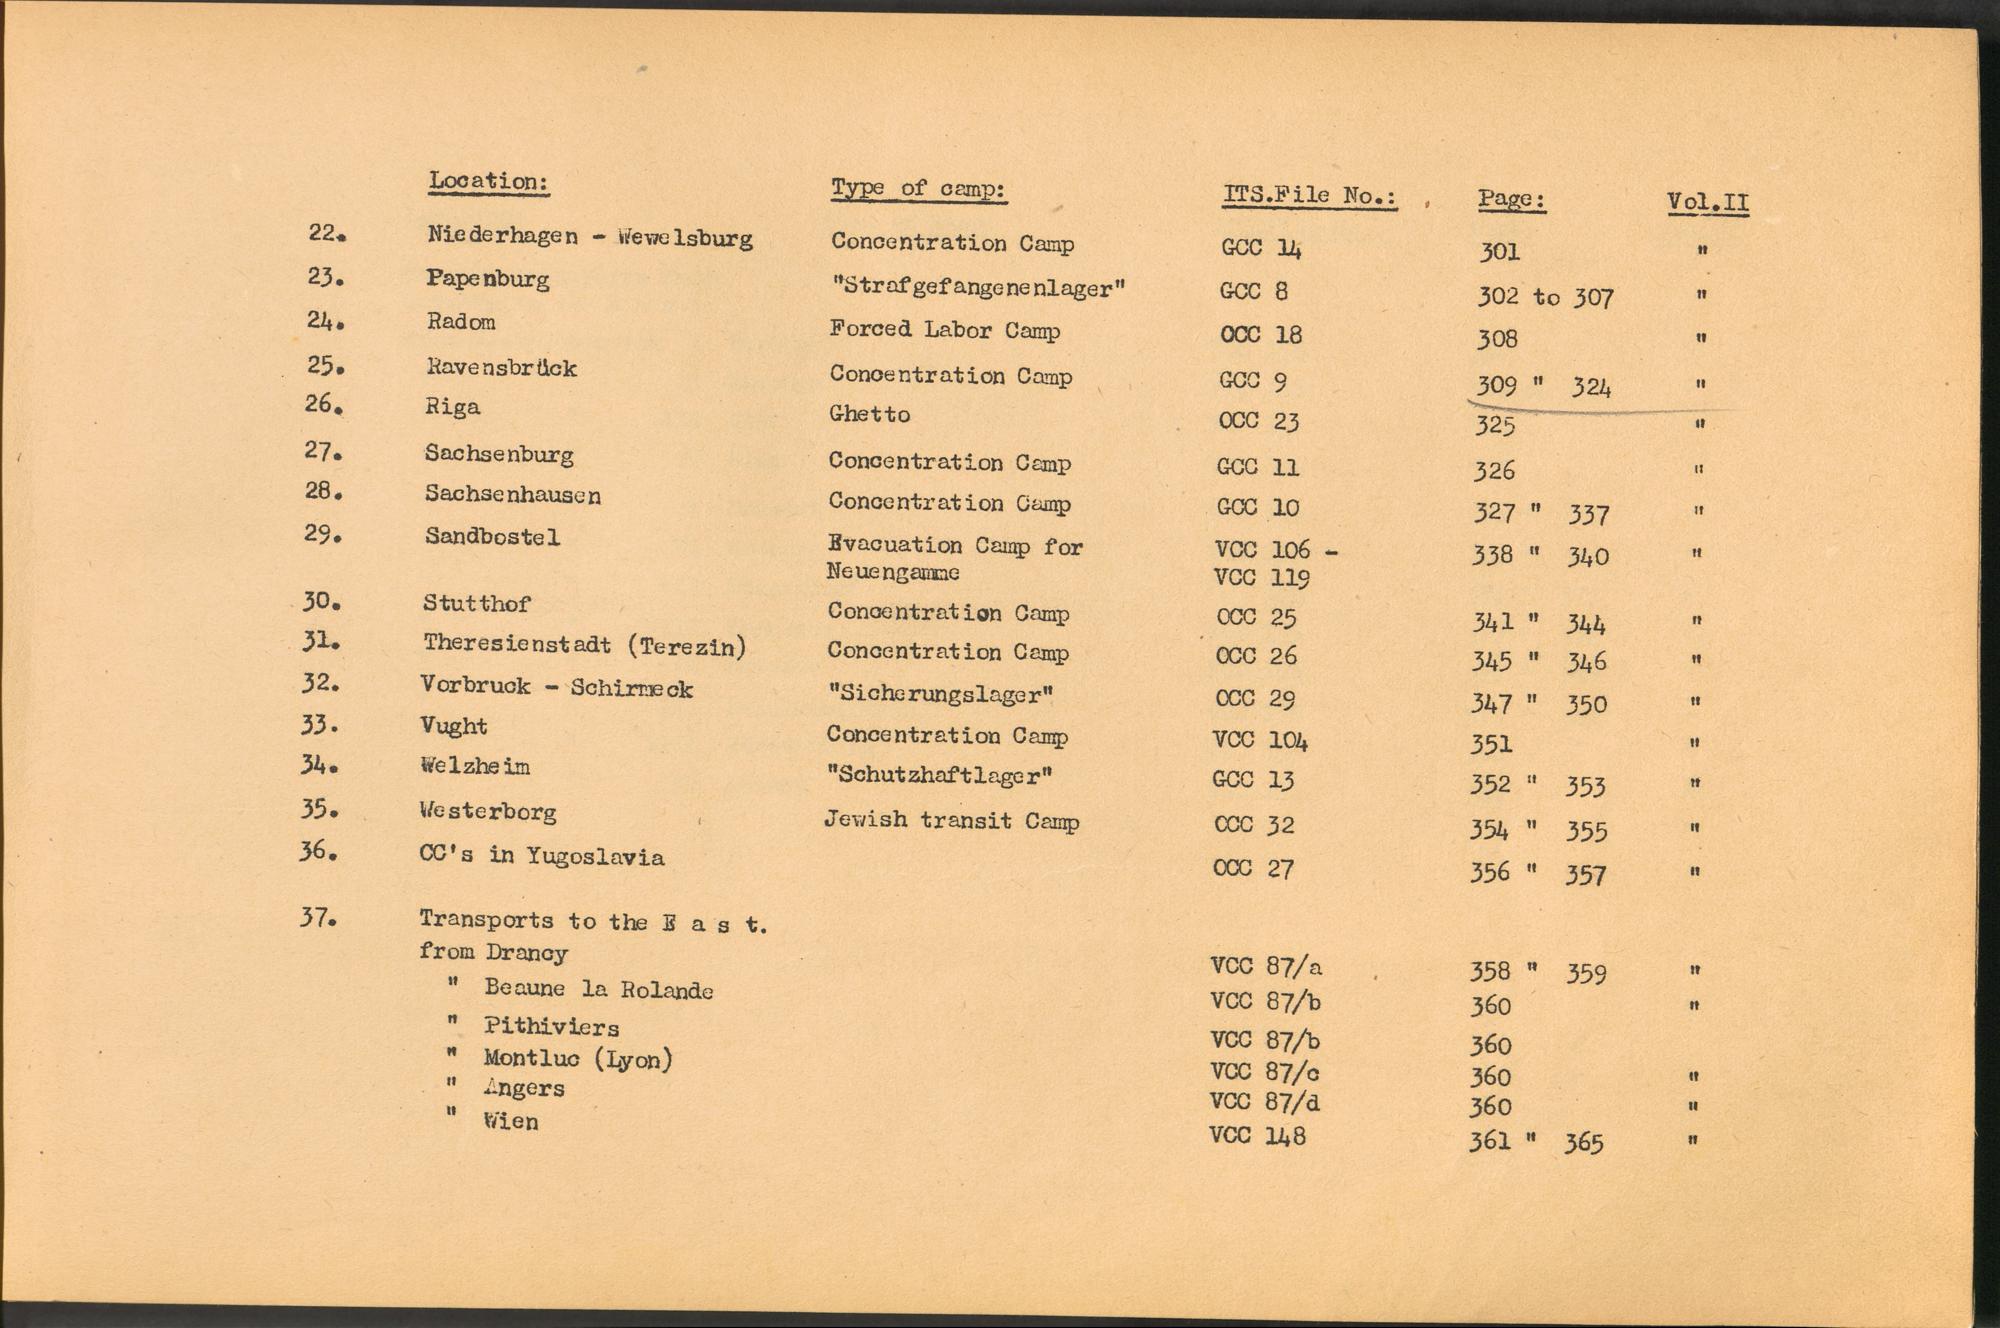 Location: Type of camp: ITS.File No.: Page: Vol.II
22. Niederhagen - Wewelsburg Concentration Camp GCC 14 301 "
23. Papenburg "Strafgefangenenlager" GCC 8 302 to 307 "
24. Radom Forced Labor Camp OCC 18 308 "
25. Ravensbrück Concentration Camp GCC 9 309 " 324 "
26. Riga Ghetto OCC 23 325 "
27. Sachsenburg Concentration Camp GCC 11 326 "
28. Sachsenhausen Concentration Camp GCC 10 327 " 337 "
29. Sandbostel Evacuation Camp for VCC 106 - 338 " 340 "
Neuengamme VCC 119
30. Stutthof Concentration Camp OCC 25 341 " 344 "
31. Theresienstadt (Terezin) Concentration Camp OCC 26 345 " 346 "
32. Vorbruck - Schirmeck "Sicherungslager" OCC 29 347 " 350 "
33. Vught Concentration Camp VCC 104 351 "
34. Welzheim "Schutzhaftlager" GCC 13 352 " 353 "
35. Westerborg Jewish transit Camp OCC 32 354 " 355 "
36. CC's in Yugoslavia OCC 27 356 " 357 "
37. Transports to the E a s t.
from Drancy VCC 87/a 358 " 359 "
" Beaune la Rolande VCC 87/b 360 "
" Pithiviers VCC 87/b 360
" Montluc (Lyon) VCC 87/c 360 "
" Angers VCC 87/d 360 "
" Wien VCC 148 361 " 365 "